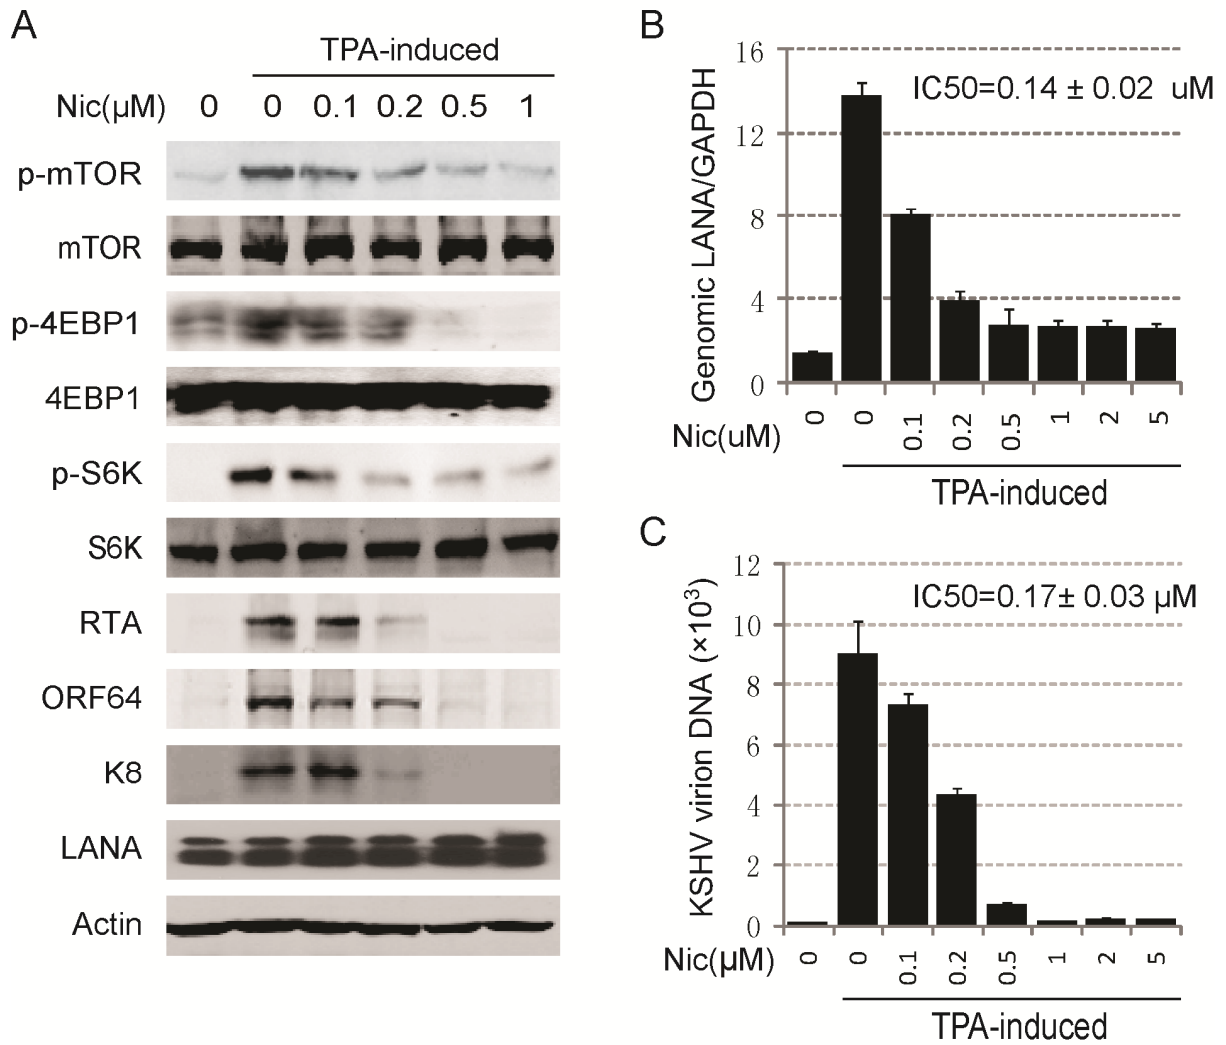 A
TPA-induced
Nic(µM) 0 0 0.1 0.2 0.5 1
p-mTOR
mTOR
p-4EBP1
4EBP1
p-S6K
S6K
RTA
ORF64
K8
LANA
Actin
B
Genomic LANA/GAPDH
16
12
8
4
0
IC50=0.14 ± 0.02 uM
Nic(uM) 0 0 0.1 0.2 0.5 1 2 5
TPA-induced
C
KSHV virion DNA (×10³)
12
10
8
6
4
2
0
IC50=0.17± 0.03 µM
Nic(µM) 0 0 0.1 0.2 0.5 1 2 5
TPA-induced